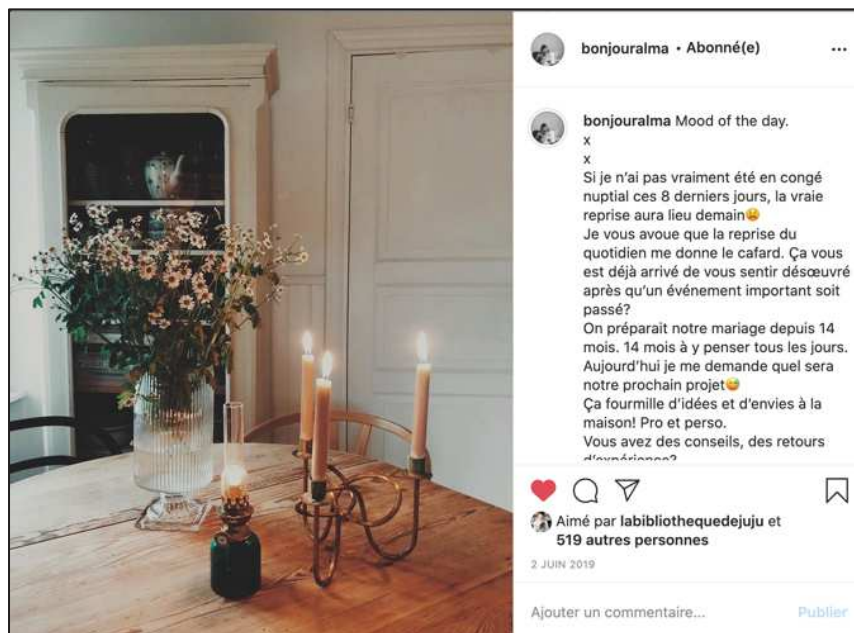 bonjouralma • Abonné(e)
...
bonjouralma Mood of the day.
x
x
Si je n'ai pas vraiment été en congé
nuptial ces 8 derniers jours, la vraie
reprise aura lieu demain😫
Je vous avoue que la reprise du
quotidien me donne le cafard. Ça vous
est déjà arrivé de vous sentir désœuvré
après qu'un événement important soit
passé?
On préparait notre mariage depuis 14
mois. 14 mois à y penser tous les jours.
Aujourd'hui je me demande quel sera
notre prochain projet😅
Ça fourmille d'idées et d'envies à la
maison! Pro et perso.
Vous avez des conseils, des retours
d'expérience?
Aimé par labibliothequedejuju et
519 autres personnes
2 JUIN 2019
Ajouter un commentaire...
Publier